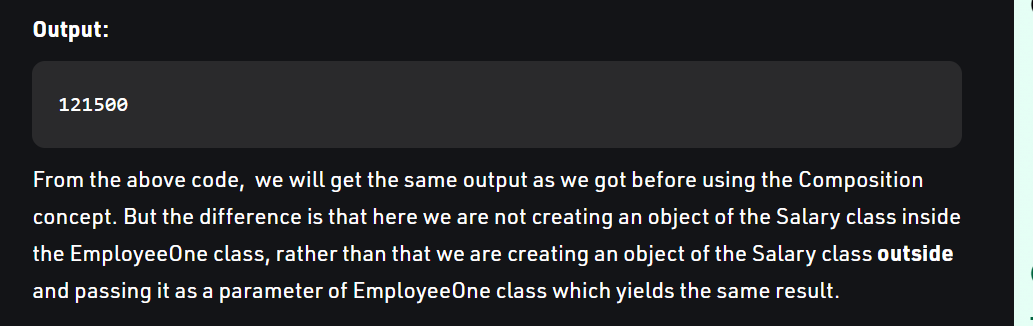 Output:
121500
From the above code,  we will get the same output as we got before using the Composition
concept. But the difference is that here we are not creating an object of the Salary class inside
the EmployeeOne class, rather than that we are creating an object of the Salary class outside
and passing it as a parameter of EmployeeOne class which yields the same result.